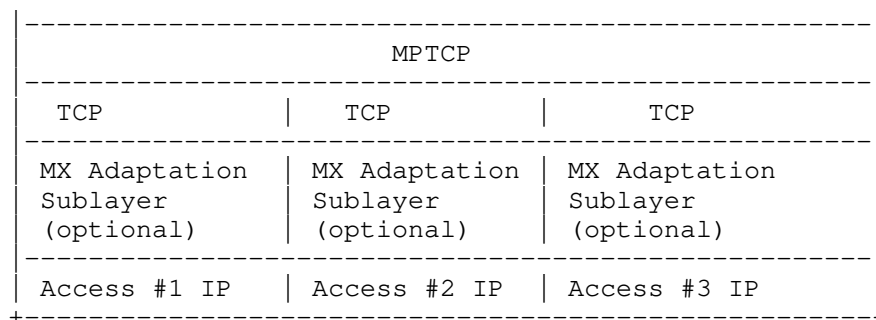 |-----------------------------------------------------
|                       MPTCP
|-----------------------------------------------------
|  TCP           |   TCP         |      TCP
|-----------------------------------------------------
| MX Adaptation  | MX Adaptation | MX Adaptation
| Sublayer       | Sublayer      | Sublayer
| (optional)     | (optional)    | (optional)
|-----------------------------------------------------
| Access #1 IP   | Access #2 IP  | Access #3 IP
+-----------------------------------------------------